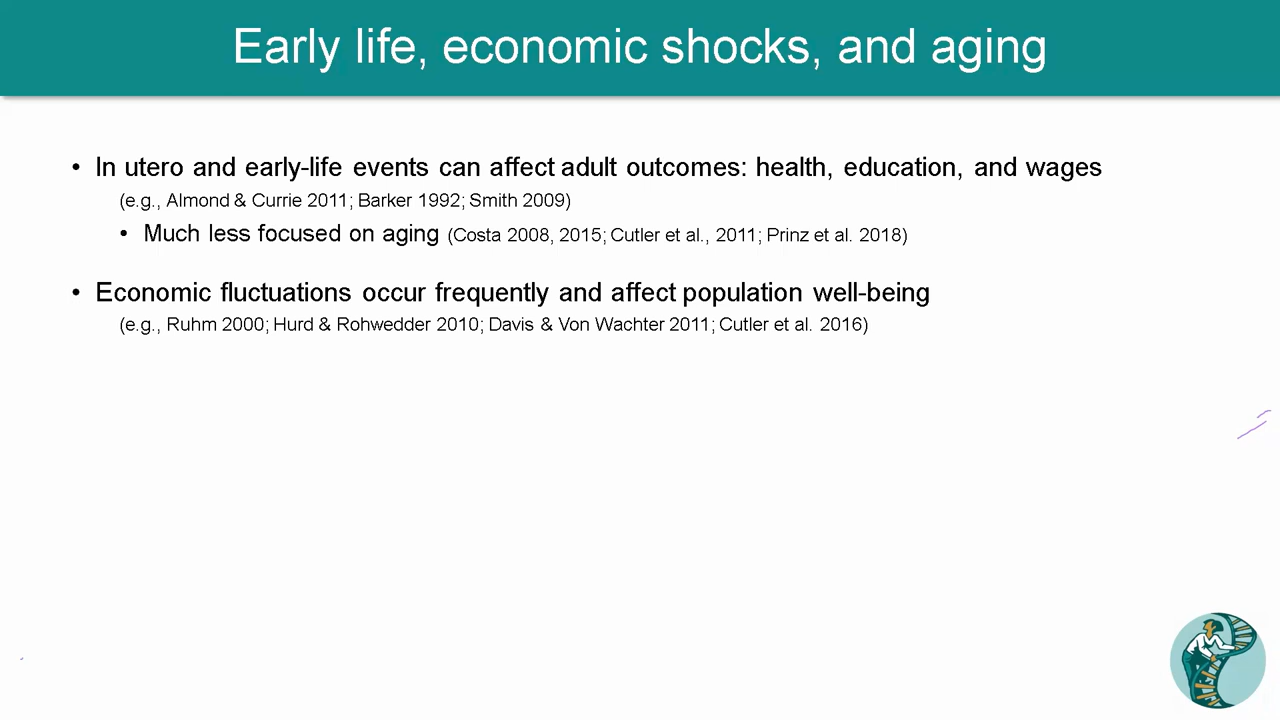 Early life, economic shocks, and aging
• In utero and early-life events can affect adult outcomes: health, education, and wages
(e.g., Almond & Currie 2011; Barker 1992; Smith 2009)
• Much less focused on aging (Costa 2008, 2015; Cutler et al., 2011; Prinz et al. 2018)
• Economic fluctuations occur frequently and affect population well-being
(e.g., Ruhm 2000; Hurd & Rohwedder 2010; Davis & Von Wachter 2011; Cutler et al. 2016)